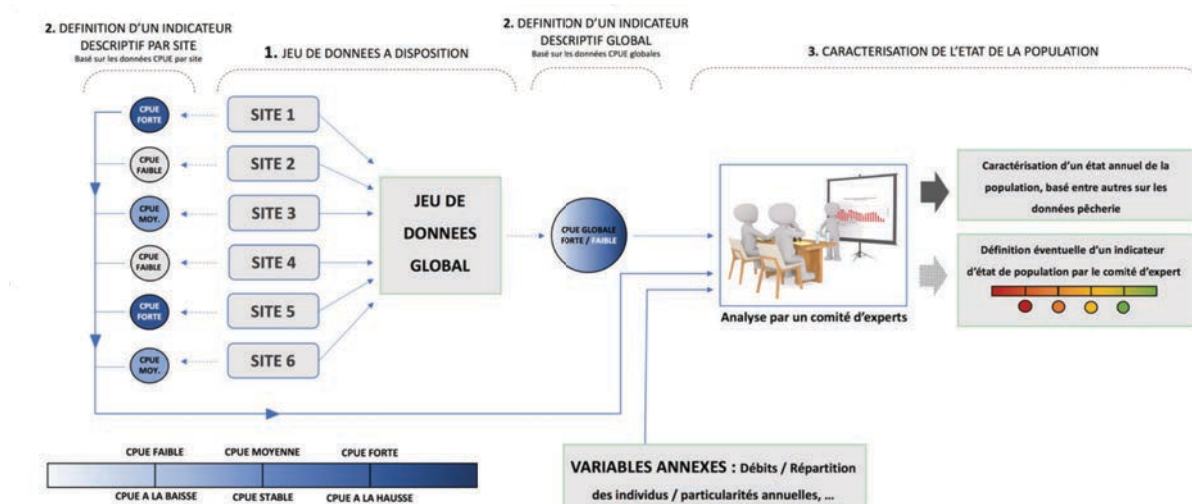 2. DEFINITION D'UN INDICATEUR
DESCRIPTIF PAR SITE
Basé sur les données CPUE par site
1. JEU DE DONNEES A DISPOSITION
2. DEFINITION D'UN INDICATEUR
DESCRIPTIF GLOBAL
Basé sur les données CPUE globales
3. CARACTERISATION DE L'ETAT DE LA POPULATION
CPUE
FORTE
SITE 1
CPUE
FAIBLE
SITE 2
CPUE
MOY.
SITE 3
CPUE
FAIBLE
SITE 4
CPUE
FORTE
SITE 5
CPUE
MOY.
SITE 6
JEU DE
DONNEES
GLOBAL
CPUE GLOBALE
FORTE / FAIBLE
Analyse par un comité d'experts
Caractérisation d'un état annuel de la
population, basé entre autres sur les
données pêcherie
Définition éventuelle d'un indicateur
d'état de population par le comité d'expert
CPUE FAIBLE
CPUE MOYENNE
CPUE FORTE
CPUE A LA BAISSE
CPUE STABLE
CPUE A LA HAUSSE
VARIABLES ANNEXES : Débits / Répartition
des individus / particularités annuelles, ...